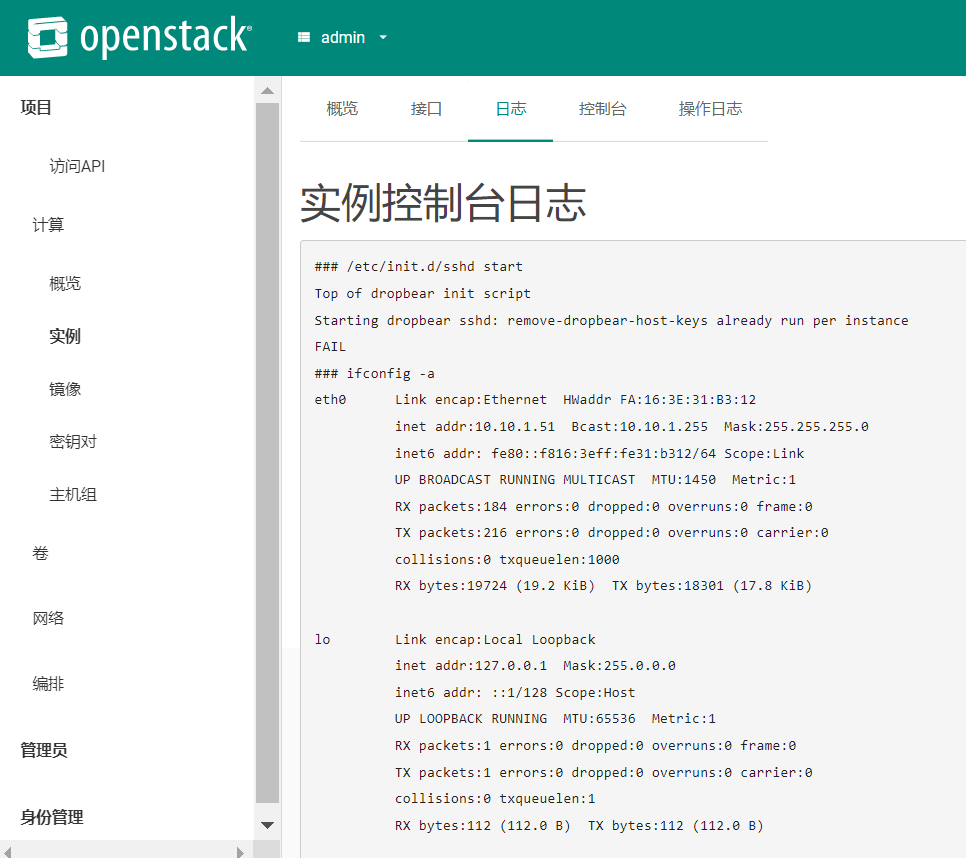 openstack® admin
项目
访问API
计算
概览
实例
镜像
密钥对
主机组
卷
网络
编排
管理员
身份管理
概览 接口 日志 控制台 操作日志
实例控制台日志
### /etc/init.d/sshd start
Top of dropbear init script
Starting dropbear sshd: remove-dropbear-host-keys already run per instance
FAIL
### ifconfig -a
eth0      Link encap:Ethernet  HWaddr FA:16:3E:31:B3:12
          inet addr:10.10.1.51  Bcast:10.10.1.255  Mask:255.255.255.0
          inet6 addr: fe80::f816:3eff:fe31:b312/64 Scope:Link
          UP BROADCAST RUNNING MULTICAST  MTU:1450  Metric:1
          RX packets:184 errors:0 dropped:0 overruns:0 frame:0
          TX packets:216 errors:0 dropped:0 overruns:0 carrier:0
          collisions:0 txqueuelen:1000
          RX bytes:19724 (19.2 KiB)  TX bytes:18301 (17.8 KiB)
lo        Link encap:Local Loopback
          inet addr:127.0.0.1  Mask:255.0.0.0
          inet6 addr: ::1/128 Scope:Host
          UP LOOPBACK RUNNING  MTU:65536  Metric:1
          RX packets:1 errors:0 dropped:0 overruns:0 frame:0
          TX packets:1 errors:0 dropped:0 overruns:0 carrier:0
          collisions:0 txqueuelen:1
          RX bytes:112 (112.0 B)  TX bytes:112 (112.0 B)